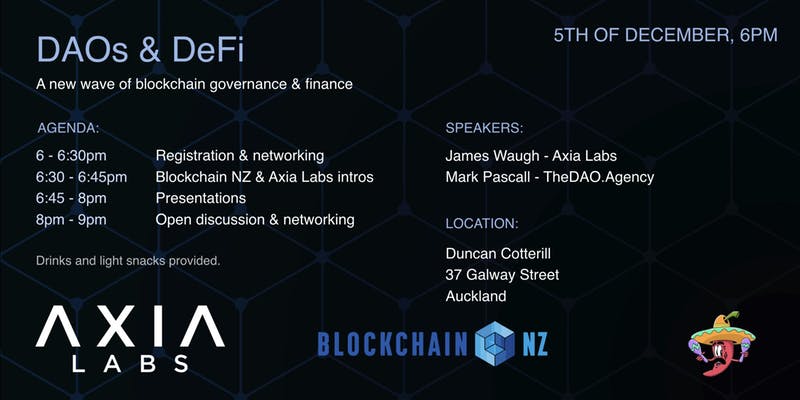 DAOs & DeFi
5TH OF DECEMBER, 6PM
A new wave of blockchain governance & finance
AGENDA:
6 - 6:30pm Registration & networking
6:30 - 6:45pm Blockchain NZ & Axia Labs intros
6:45 - 8pm Presentations
8pm - 9pm Open discussion & networking
Drinks and light snacks provided.
SPEAKERS:
James Waugh - Axia Labs
Mark Pascall - TheDAO.Agency
LOCATION:
Duncan Cotterill
37 Galway Street
Auckland
AXIA
LABS
BLOCKCHAIN NZ